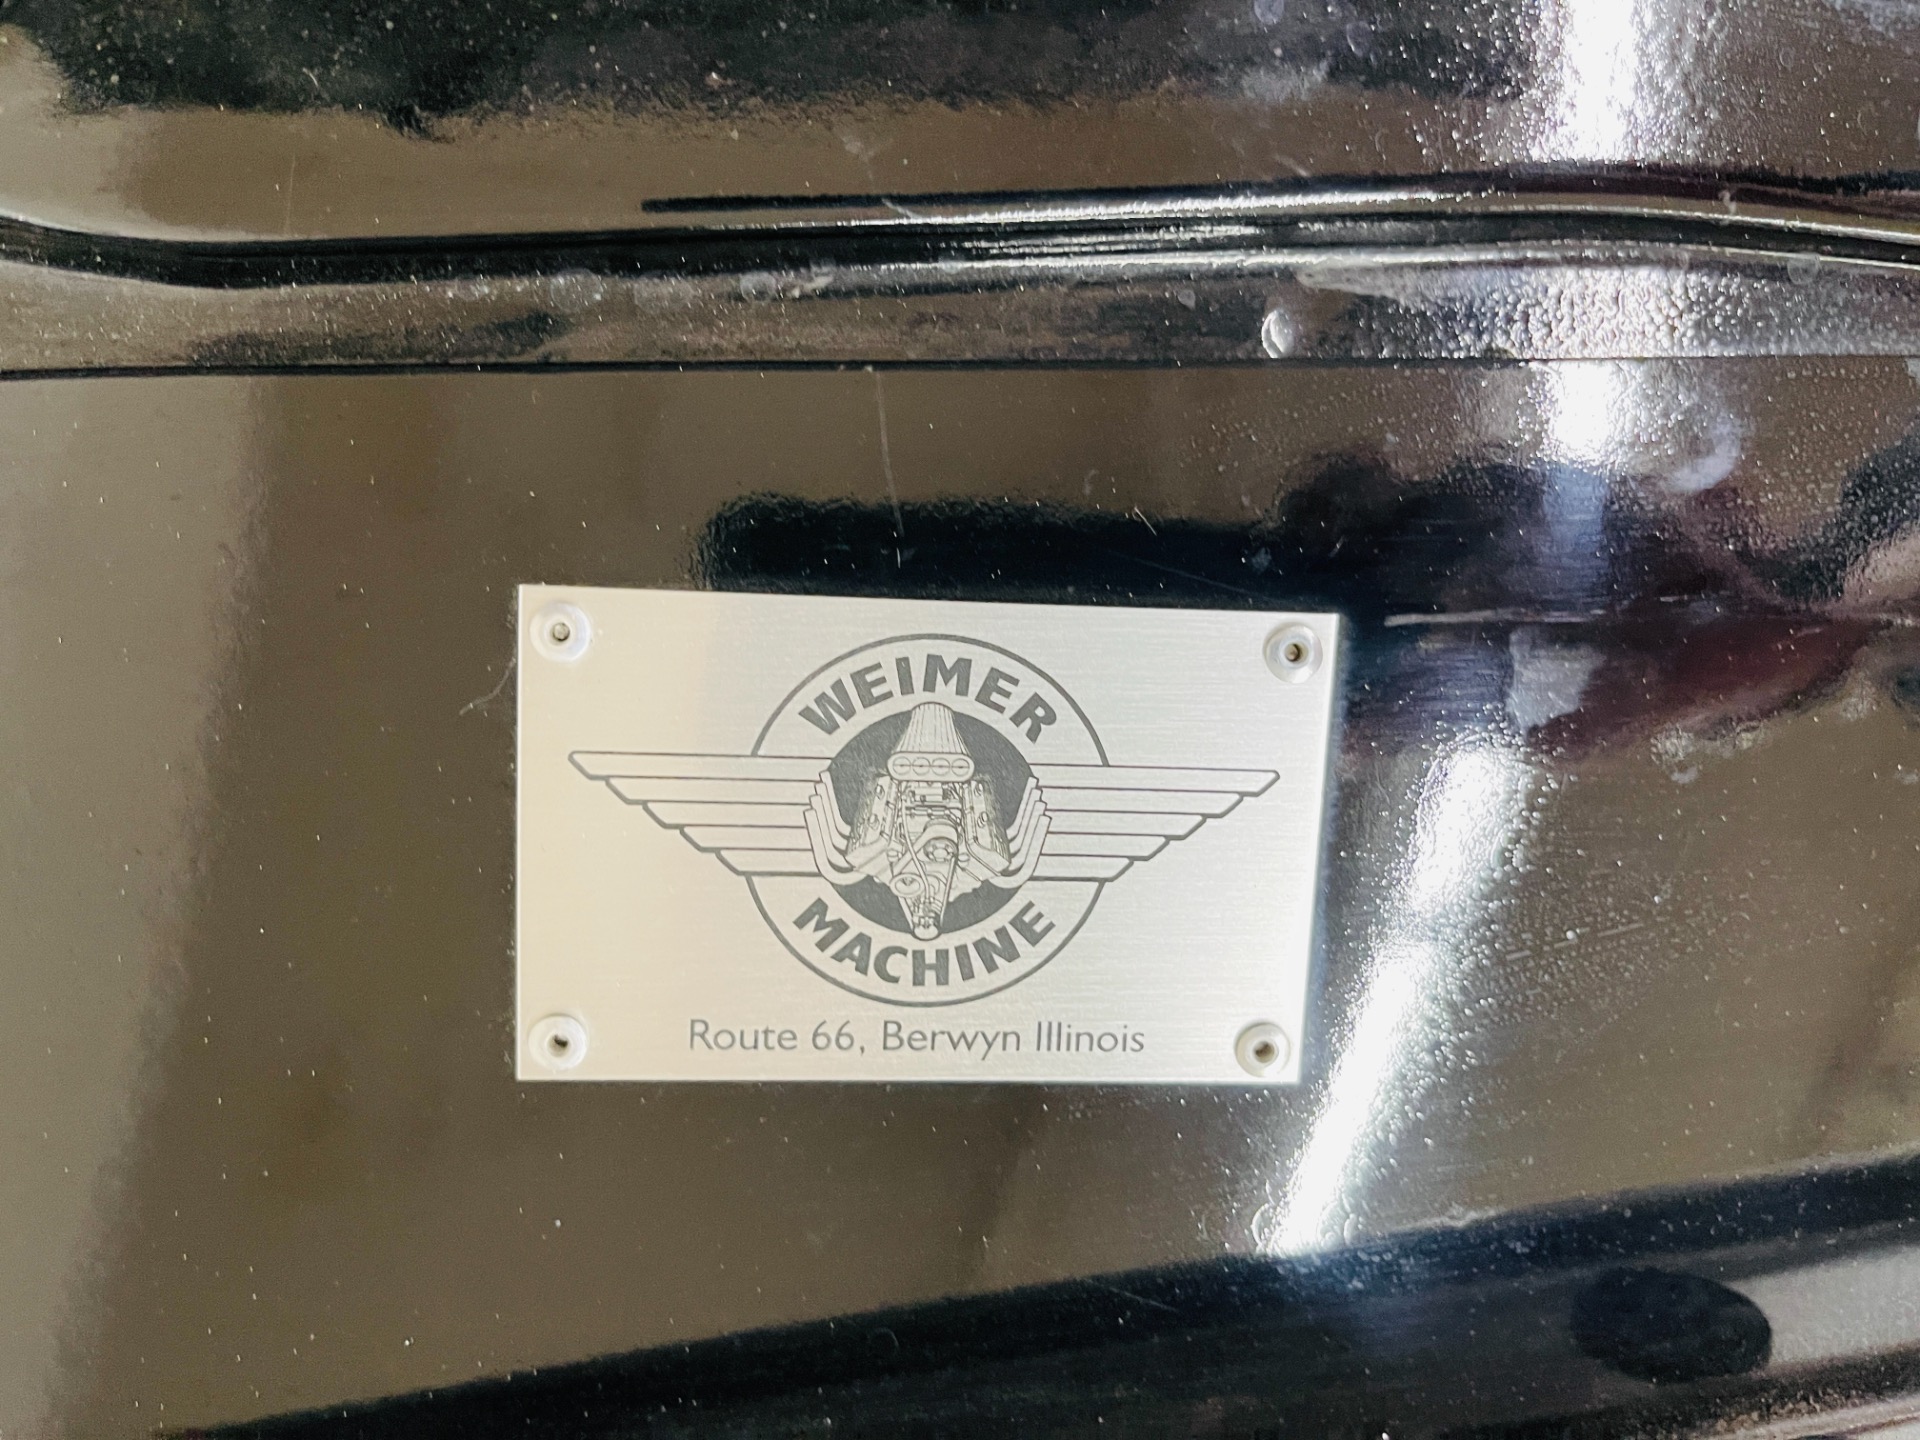 WEIMER
MACHINE
Route 66, Berwyn Illinois